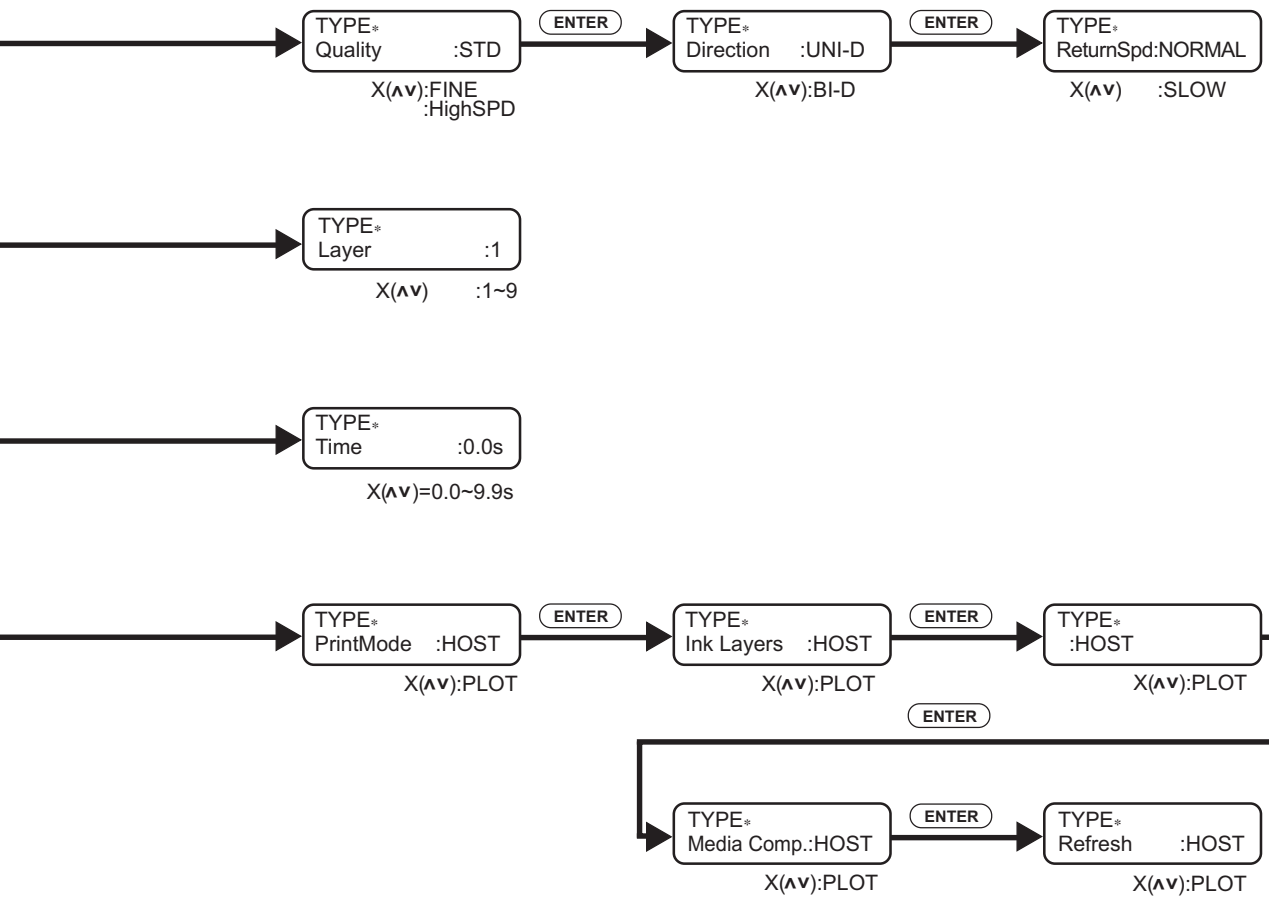 TYPE*
Quality :STD
ENTER
TYPE*
Direction :UNI-D
ENTER
TYPE*
ReturnSpd:NORMAL
X(∧∨):FINE
:HighSPD
X(∧∨):BI-D
X(∧∨) :SLOW
TYPE*
Layer :1
X(∧∨) :1~9
TYPE*
Time :0.0s
X(∧∨)=0.0~9.9s
TYPE*
PrintMode :HOST
ENTER
TYPE*
Ink Layers :HOST
ENTER
TYPE*
:HOST
X(∧∨):PLOT
X(∧∨):PLOT
X(∧∨):PLOT
ENTER
TYPE*
Media Comp.:HOST
ENTER
TYPE*
Refresh :HOST
X(∧∨):PLOT
X(∧∨):PLOT